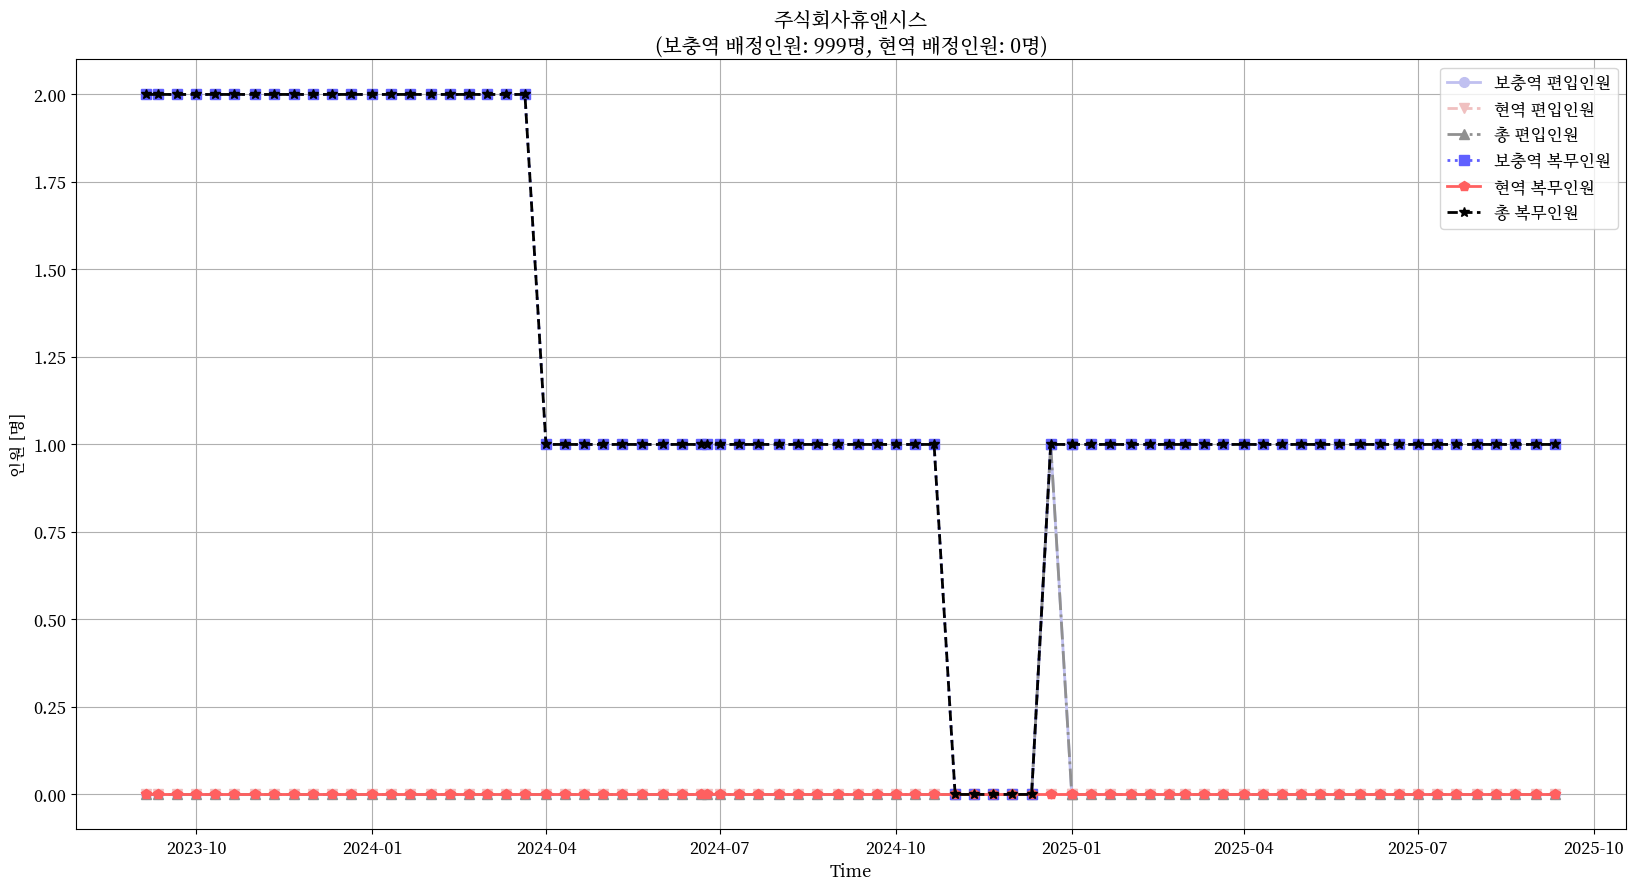 주식회사휴앤시스
(보충역 배정인원: 999명, 현역 배정인원: 0명)
보충역 편입인원
현역 편입인원
총 편입인원
보충역 복무인원
현역 복무인원
총 복무인원
2.00
1.75
1.50
1.25
1.00
0.75
0.50
0.25
0.00
인원 [명]
2023-10
2024-01
2024-04
2024-07
2024-10
2025-01
2025-04
2025-07
2025-10
Time